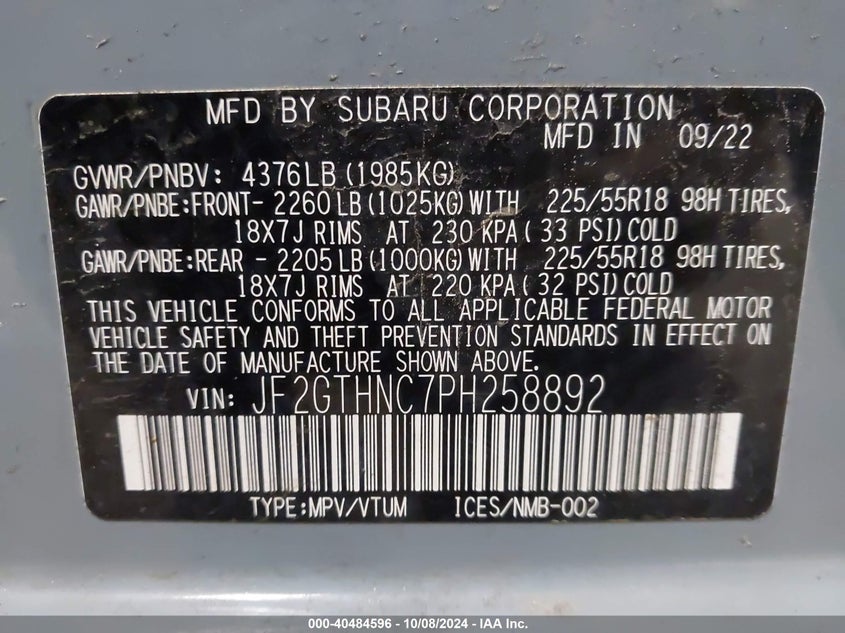 MFD BY SUBARU CORPORATION
MFD IN 09/22
GVWR/PNBV: 4376LB (1985KG)
GAWR/PNBE:FRONT- 2260 LB (1025KG) WITH 225/55R18 98H TIRES,
18X7J RIMS AT 230 KPA ( 33 PSI) COLD
GAWR/PNBE:REAR - 2205 LB (1000KG) WITH 225/55R18 98H TIRES,
18X7J RIMS AT 220 KPA ( 32 PSI) COLD
THIS VEHICLE CONFORMS TO ALL APPLICABLE FEDERAL MOTOR
VEHICLE SAFETY AND THEFT PREVENTION STANDARDS IN EFFECT ON
THE DATE OF MANUFACTURE SHOWN ABOVE.
VIN: JF2GTHNC7PH258892
TYPE:MPV/VTUM ICES/NMB-002
000-40484596 - 10/08/2024 - IAA Inc.